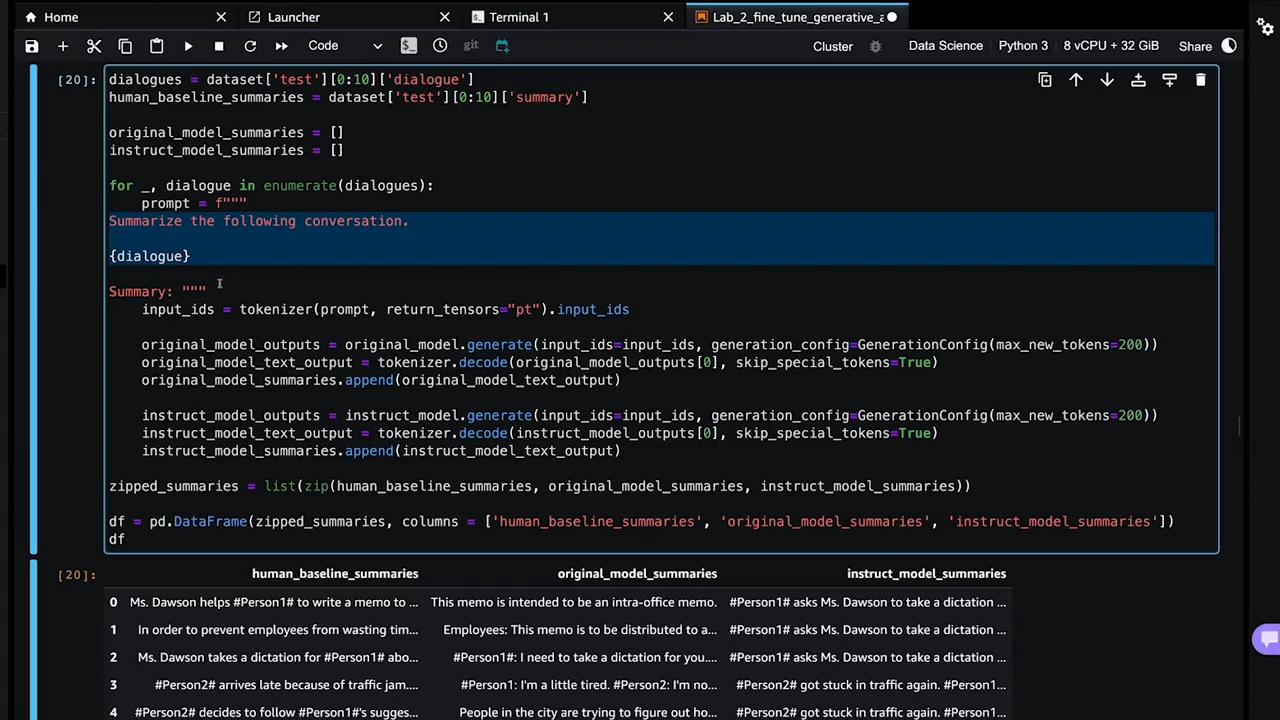 Home
Launcher
Terminal 1
Lab_2_fine_tune_generative_a
Code
git
Cluster
Data Science
Python 3
8 vCPU + 32 GiB
Share
[20]:
dialogues = dataset['test'][0:10]['dialogue']
human_baseline_summaries = dataset['test'][0:10]['summary']
original_model_summaries = []
instruct_model_summaries = []
for _, dialogue in enumerate(dialogues):
prompt = f"""
Summarize the following conversation.
{dialogue}
Summary: """
input_ids = tokenizer(prompt, return_tensors="pt").input_ids
original_model_outputs = original_model.generate(input_ids=input_ids, generation_config=GenerationConfig(max_new_tokens=200))
original_model_text_output = tokenizer.decode(original_model_outputs[0], skip_special_tokens=True)
original_model_summaries.append(original_model_text_output)
instruct_model_outputs = instruct_model.generate(input_ids=input_ids, generation_config=GenerationConfig(max_new_tokens=200))
instruct_model_text_output = tokenizer.decode(instruct_model_outputs[0], skip_special_tokens=True)
instruct_model_summaries.append(instruct_model_text_output)
zipped_summaries = list(zip(human_baseline_summaries, original_model_summaries, instruct_model_summaries))
df = pd.DataFrame(zipped_summaries, columns = ['human_baseline_summaries', 'original_model_summaries', 'instruct_model_summaries'])
df
[20]: human_baseline_summaries original_model_summaries instruct_model_summaries
0 Ms. Dawson helps #Person1# to write a memo to ... This memo is intended to be an intra-office memo. #Person1# asks Ms. Dawson to take a dictation ...
1 In order to prevent employees from wasting tim... Employees: This memo is to be distributed to a... #Person1# asks Ms. Dawson to take a dictation ...
2 Ms. Dawson takes a dictation for #Person1# abo... #Person1#: I need to take a dictation for you.... #Person1# asks Ms. Dawson to take a dictation ...
3 #Person2# arrives late because of traffic jam.... #Person1: I'm a little tired. #Person2: I'm no... #Person2# got stuck in traffic again. #Person1...
4 #Person2# decides to follow #Person1#'s sugges... People in the city are trying to figure out ho... #Person2# got stuck in traffic again. #Person1...